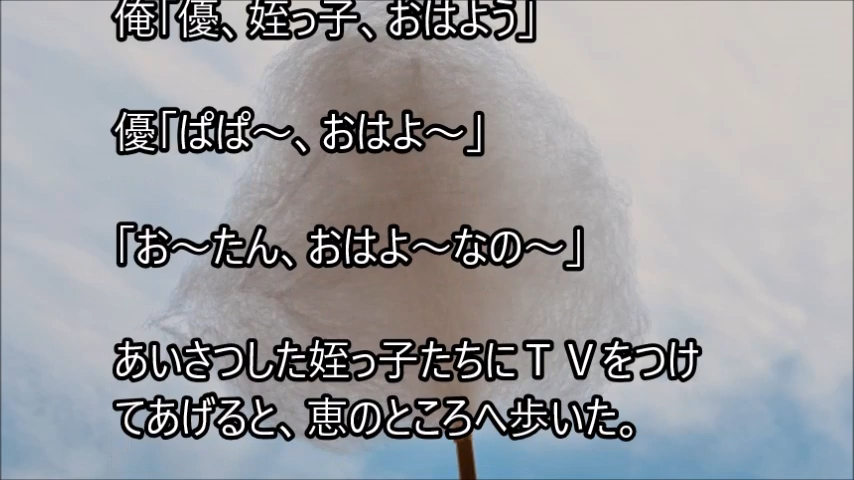 俺「優、姪っ子、おはよう」
優「ぱぱ～、おはよ～」
「お～たん、おはよ～なの～」
あいさつした姪っ子たちにＴＶをつけ
てあげると、恵のところへ歩いた。